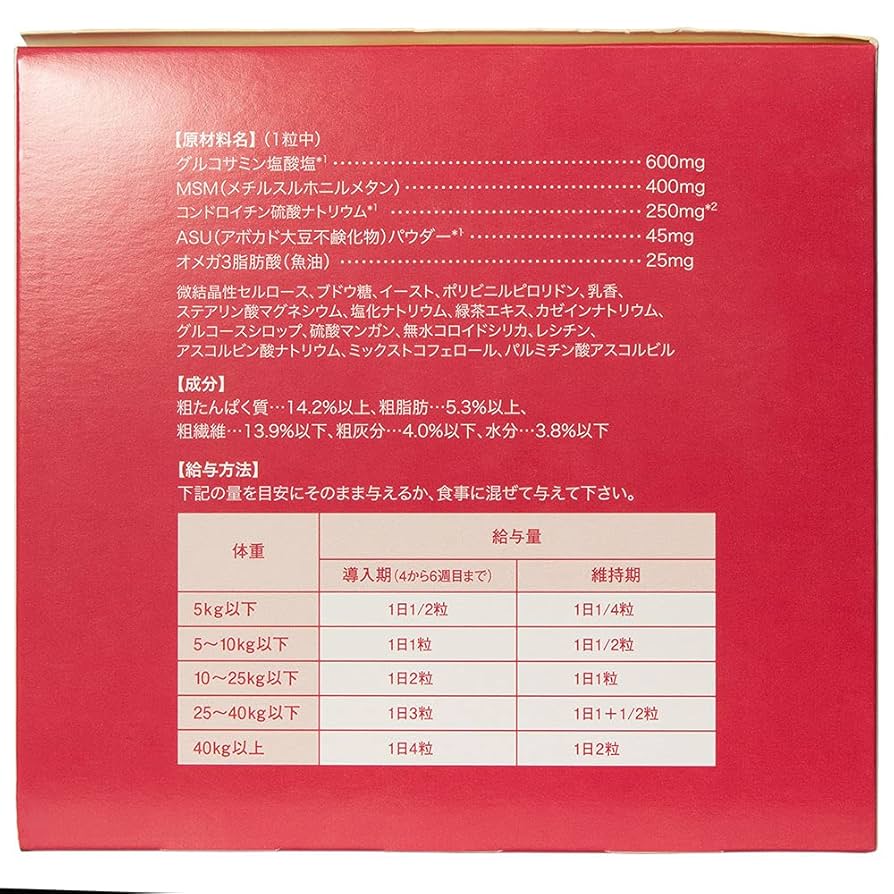 【原材料名】(1粒中)
グルコサミン塩酸塩*1 …………………………………… 600mg
MSM(メチルスルホニルメタン) ………………………… 400mg
コンドロイチン硫酸ナトリウム*1 ………………………… 250mg*2
ASU(アボカド大豆不鹸化物)パウダー*1 ……………… 45mg
オメガ3脂肪酸(魚油) ………………………………… 25mg
微結晶性セルロース、ブドウ糖、イースト、ポリビニルピロリドン、乳香、
ステアリン酸マグネシウム、塩化ナトリウム、緑茶エキス、カゼインナトリウム、
グルコースシロップ、硫酸マンガン、無水コロイドシリカ、レシチン、
アスコルビン酸ナトリウム、ミックストコフェロール、パルミチン酸アスコルビル
【成分】
粗たんぱく質…14.2%以上、粗脂肪…5.3%以上、
粗繊維…13.9%以下、粗灰分…4.0%以下、水分…3.8%以下
【給与方法】
下記の量を目安にそのまま与えるか、食事に混ぜて与えて下さい。
体重 給与量
導入期(4から6週目まで) 維持期
5kg以下 1日1/2粒 1日1/4粒
5〜10kg以下 1日1粒 1日1/2粒
10〜25kg以下 1日2粒 1日1粒
25〜40kg以下 1日3粒 1日1+1/2粒
40kg以上 1日4粒 1日2粒